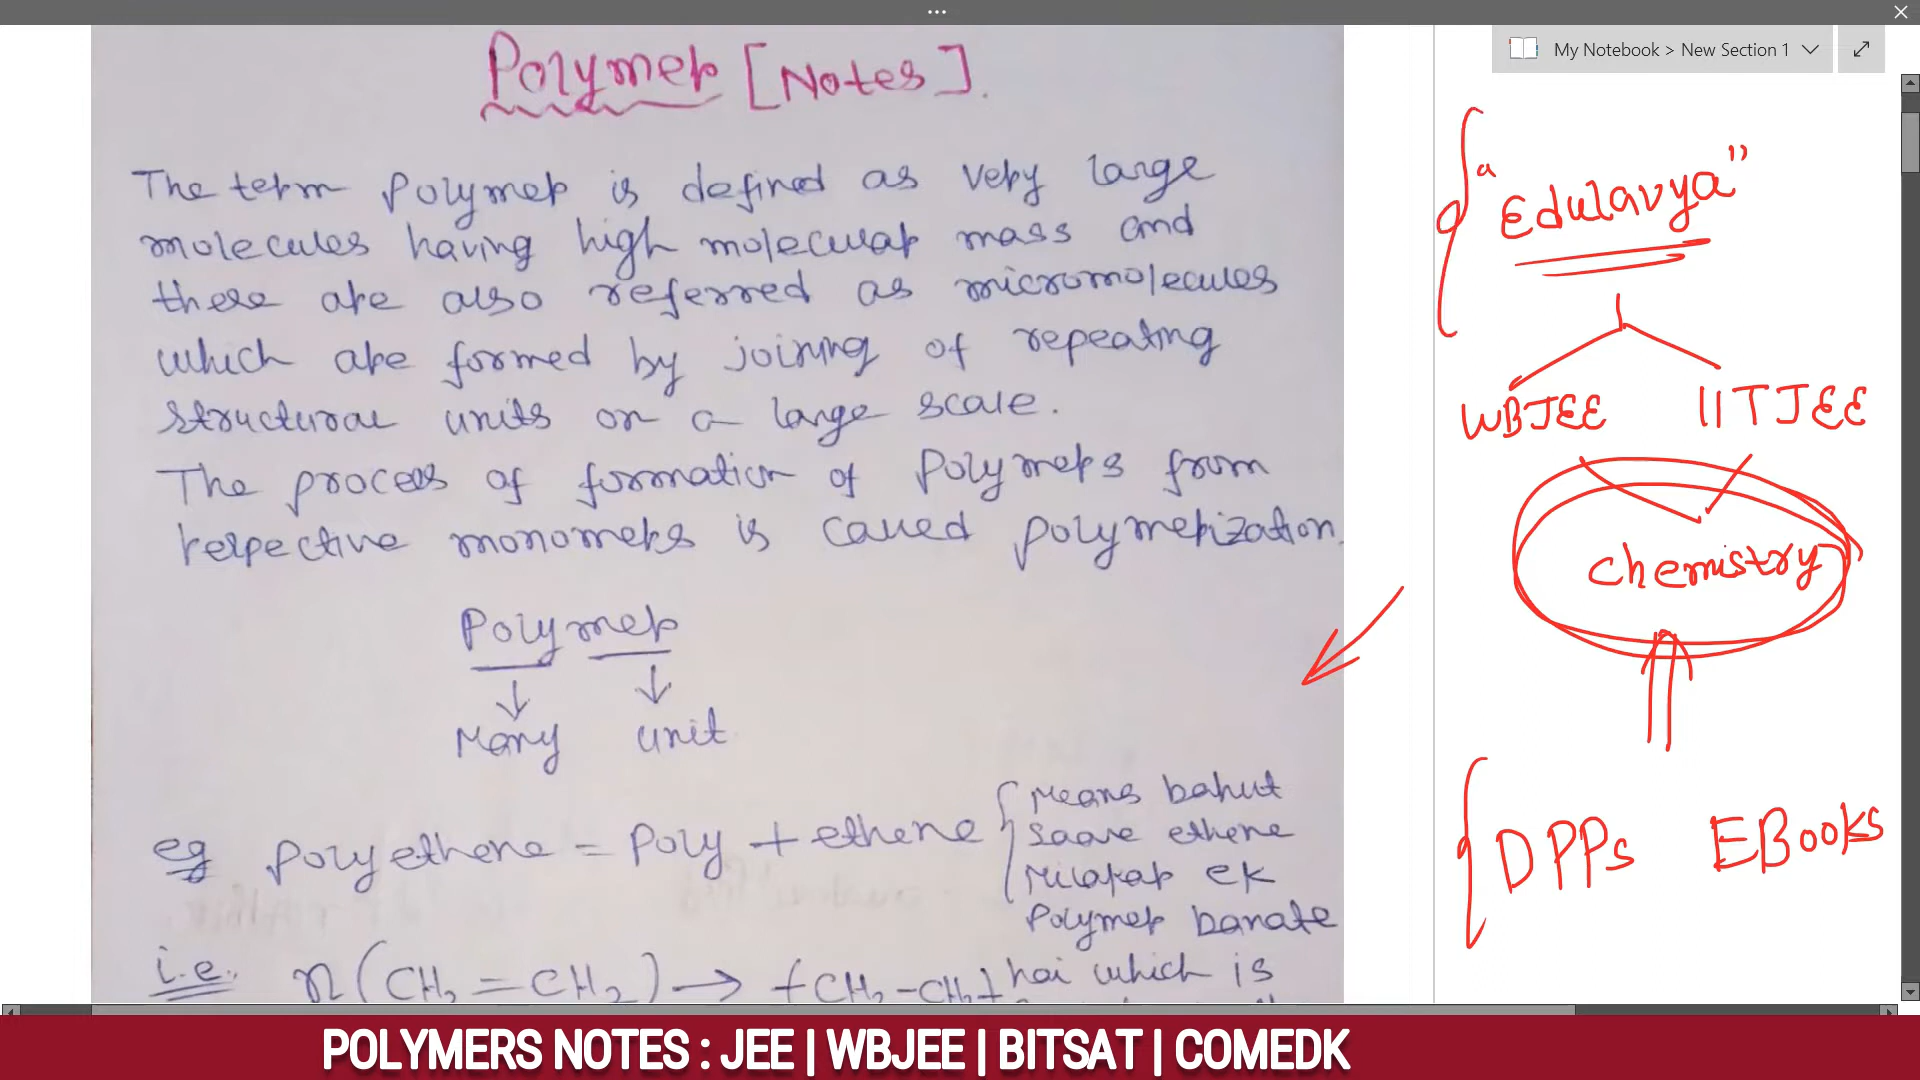 My Notebook > New Section 1
Polymer [Notes].
The term polymer is defined as very large
molecules having high molecular mass and
these are also referred as micromolecules
which are formed by joining of repeating
structural units on a large scale.
The process of formation of polymers from
respective monomers is called polymerization.
Polymer
Many unit
eg polyethene = Poly + ethene
Means bahut
saare ethene
Milakar ek
Polymer banate
hai which is
i.e. n(CH2=CH2) → (CH2-CH2)
"Edulavya"
WBJEE IITJEE
chemistry
DPPs EBooks
POLYMERS NOTES : JEE | WBJEE | BITSAT | COMEDK